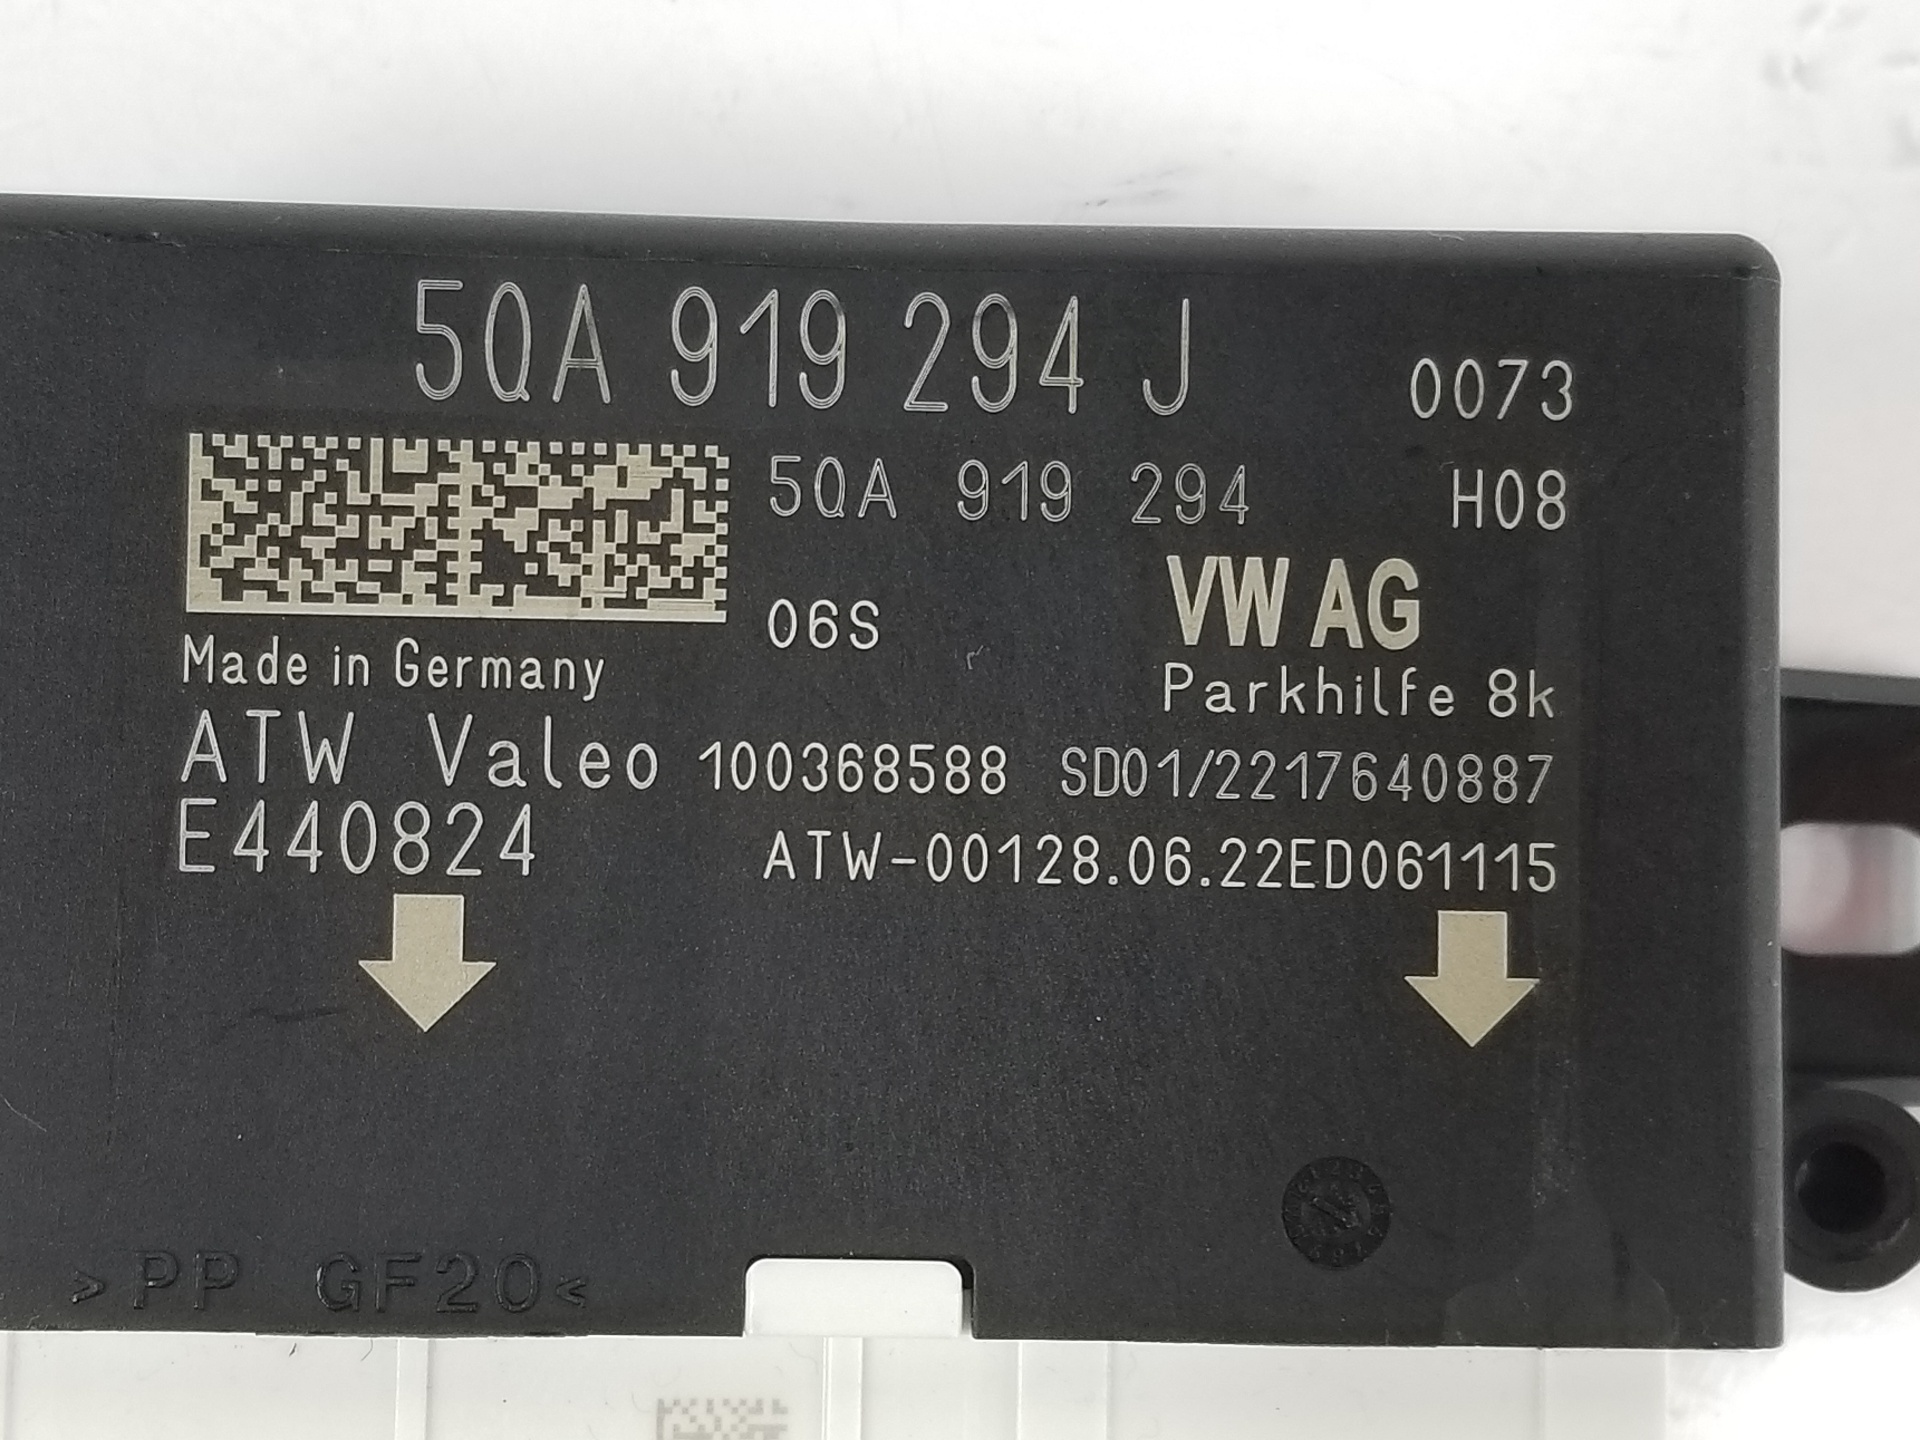 5QA 919 294 J
0073
5QA 919 294
H08
06S
VW AG
Made in Germany
Parkhilfe 8k
ATW Valeo 100368588 SD01/2217640887
E440824
ATW-00128.06.22ED061115
>PP GF20<